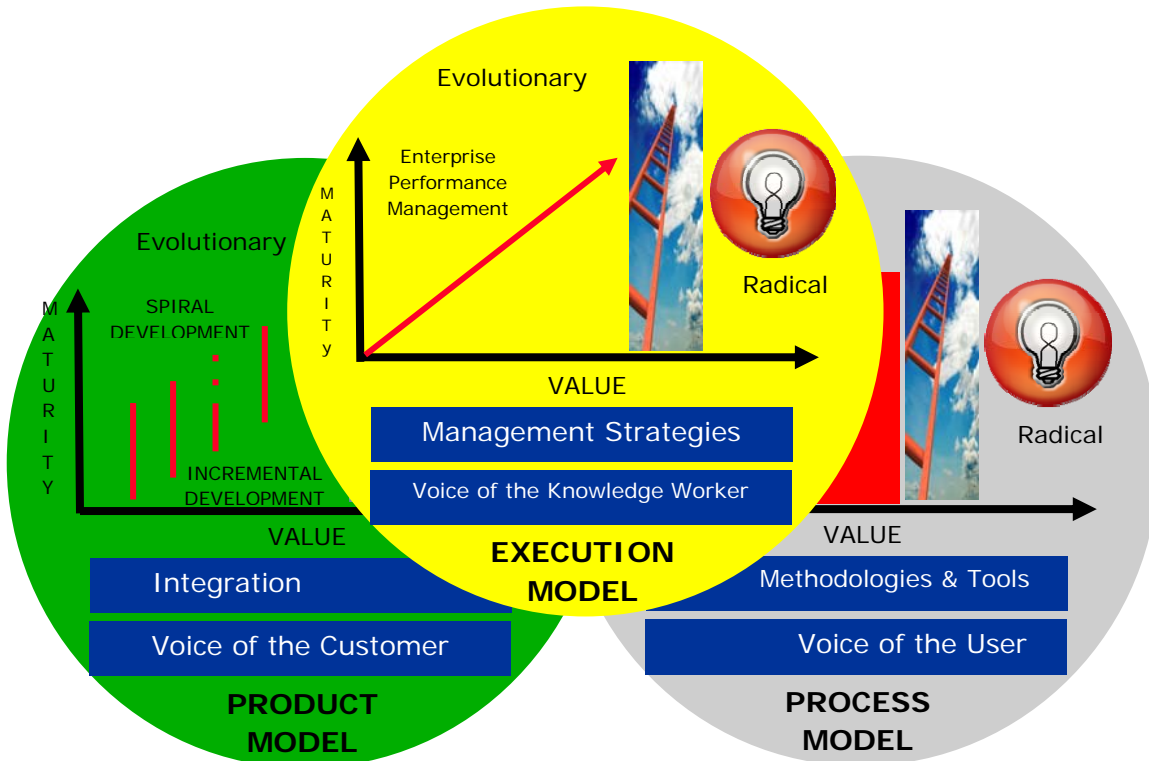 Evolutionary
Enterprise
Performance
Management
M
A
T
U
R
I
T
y
VALUE
Radical
Management Strategies
Voice of the Knowledge Worker
EXECUTION
MODEL
Evolutionary
M
A
T
U
R
I
T
Y
SPIRAL
DEVELOPMENT
INCREMENTAL
DEVELOPMENT
VALUE
Integration
Voice of the Customer
PRODUCT
MODEL
Radical
VALUE
Methodologies & Tools
Voice of the User
PROCESS
MODEL